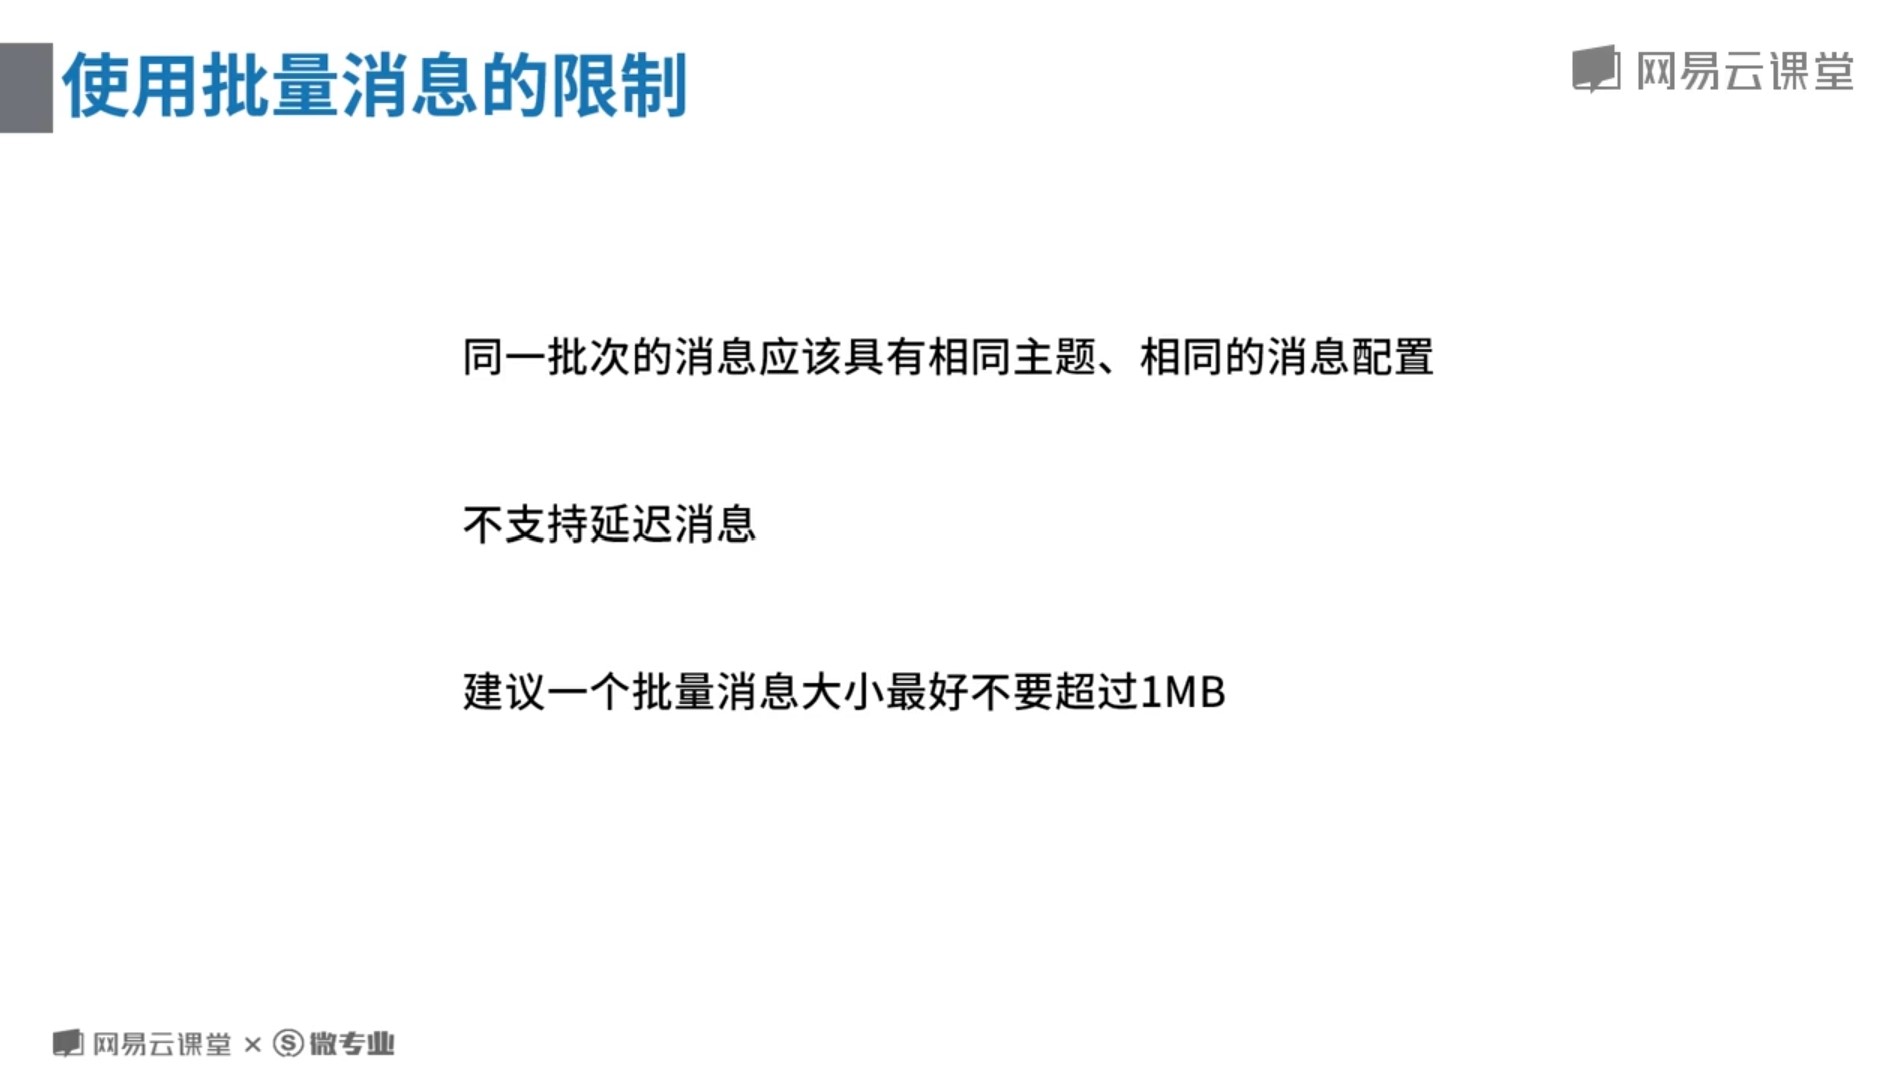 使用批量消息的限制
网易云课堂
同一批次的消息应该具有相同主题、相同的消息配置
不支持延迟消息
建议一个批量消息大小最好不要超过1MB
网易云课堂 × Ⓢ 微专业